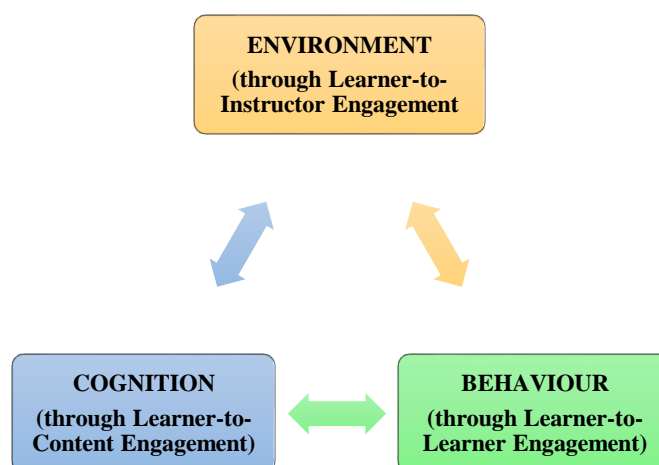 ENVIRONMENT
(through Learner-to-
Instructor Engagement
COGNITION
(through Learner-to-
Content Engagement)
BEHAVIOUR
(through Learner-to-
Learner Engagement)